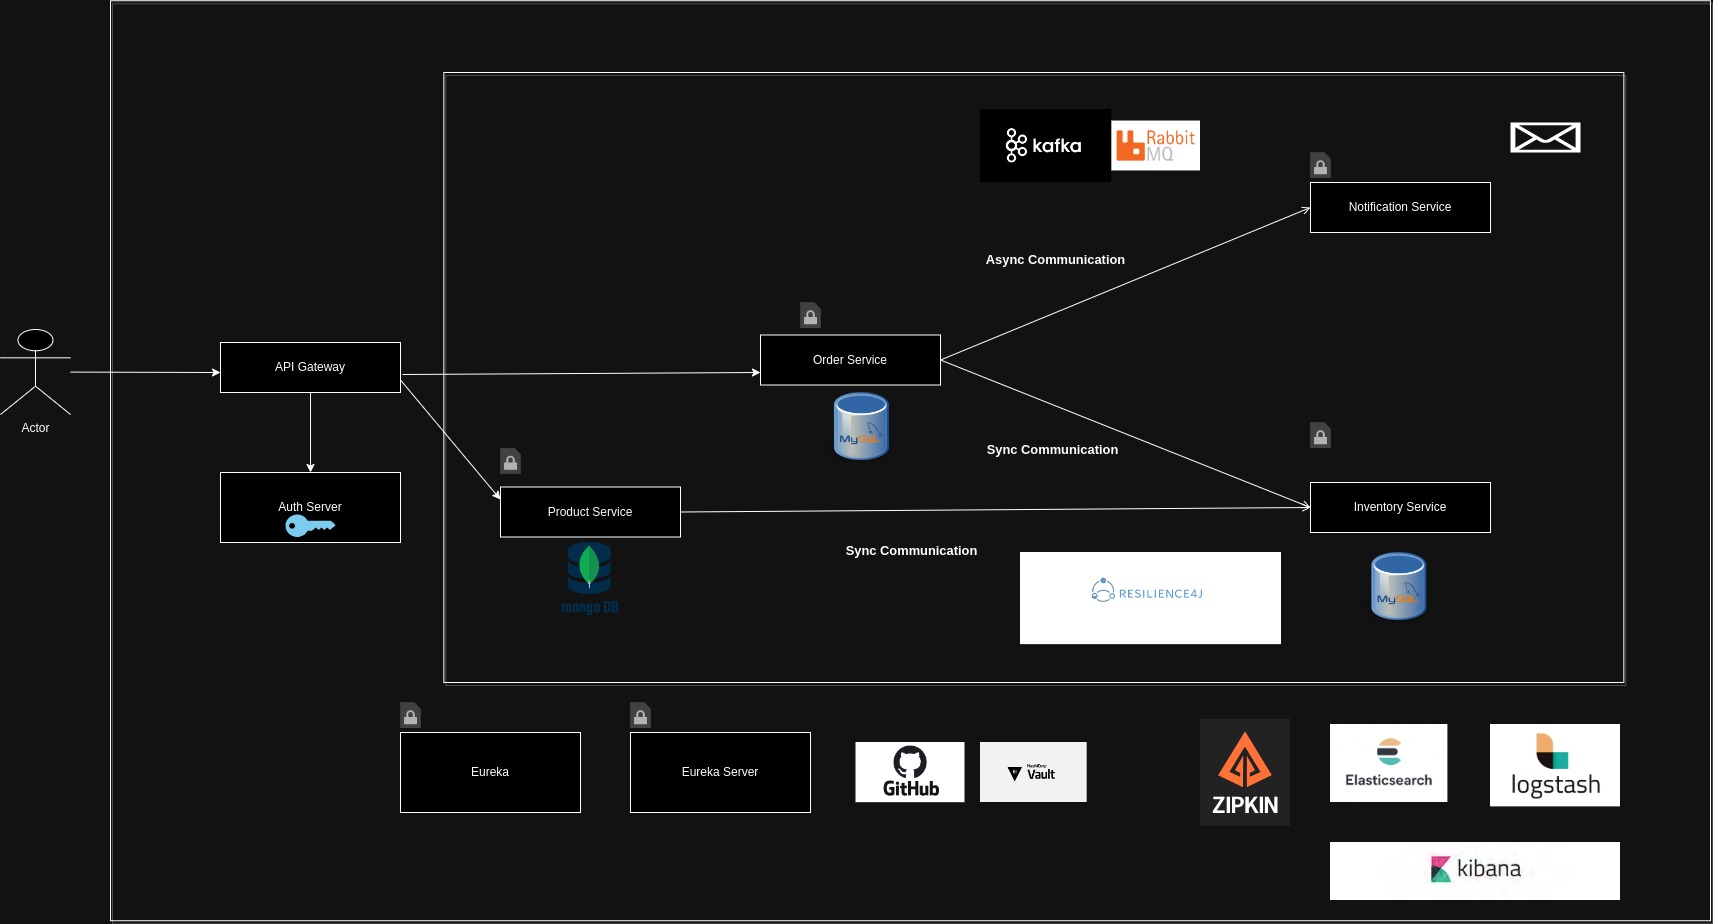 kafka
Rabbit
MQ
Notification Service
Async Communication
Order Service
API Gateway
Actor
MySQL
Sync Communication
Auth Server
Product Service
Inventory Service
Sync Communication
mongo DB
RESILIENCE4J
MySQL
Eureka
Eureka Server
GitHub
HashiCorp
Vault
ZIPKIN
Elasticsearch
logstash
kibana